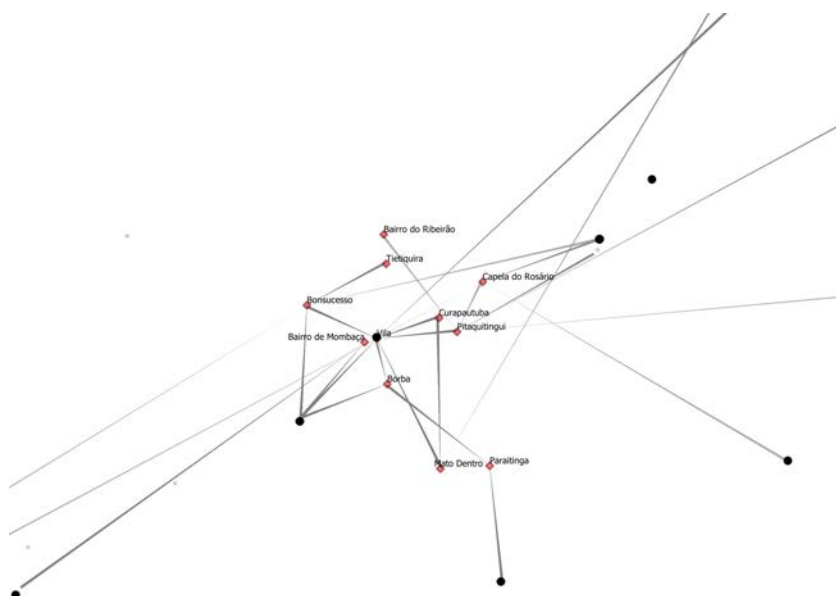 Bairro do Ribeirão
Tietiquira
Capela do Rosário
Bonsucesso
Curapautuba
Pitaquitingui
Vila
Bairro de Mombaça
Borba
Mato Dentro
Paraitinga